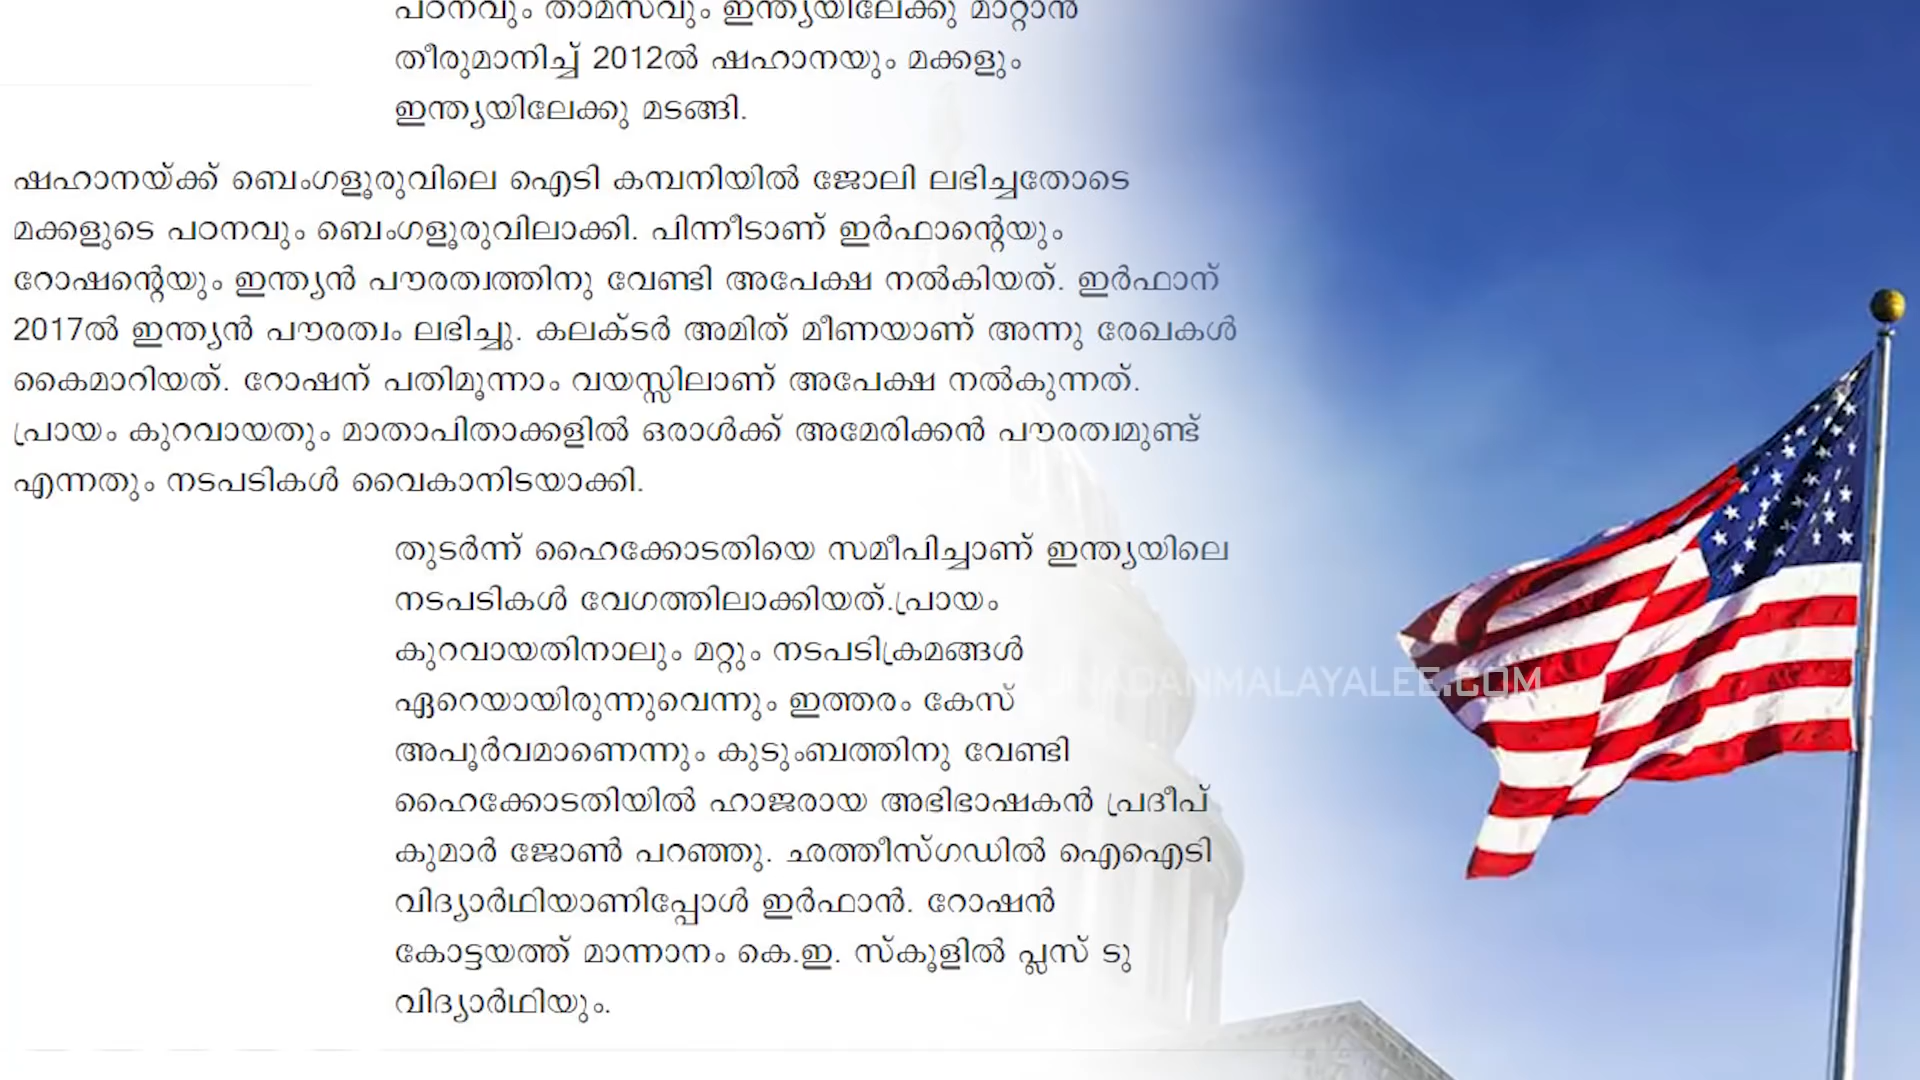 പഠനവും താമസവും ഇന്ത്യയിലേക്കു മാറ്റാൻ
തീരുമാനിച്ച് 2012ൽ ഷഹാനയും മക്കളും
ഇന്ത്യയിലേക്കു മടങ്ങി.
ഷഹാനയ്ക്ക് ബെംഗളൂരുവിലെ ഐടി കമ്പനിയിൽ ജോലി ലഭിച്ചതോടെ
മക്കളുടെ പഠനവും ബെംഗളൂരുവിലാക്കി. പിന്നീടാണ് ഇർഫാന്റെയും
റോഷന്റെയും ഇന്ത്യൻ പൗരത്വത്തിനു വേണ്ടി അപേക്ഷ നൽകിയത്. ഇർഫാന്
2017ൽ ഇന്ത്യൻ പൗരത്വം ലഭിച്ചു. കലക്ടർ അമിത് മീണയാണ് അന്നു രേഖകൾ
കൈമാറിയത്. റോഷന് പതിമൂന്നാം വയസ്സിലാണ് അപേക്ഷ നൽകുന്നത്.
പ്രായം കുറവായതും മാതാപിതാക്കളിൽ ഒരാൾക്ക് അമേരിക്കൻ പൗരത്വമുണ്ട്
എന്നതും നടപടികൾ വൈകാനിടയാക്കി.
തുടർന്ന് ഹൈക്കോടതിയെ സമീപിച്ചാണ് ഇന്ത്യയിലെ
നടപടികൾ വേഗത്തിലാക്കിയത്.പ്രായം
കുറവായതിനാലും മറ്റും നടപടിക്രമങ്ങൾ
ഏറെയായിരുന്നുവെന്നും ഇത്തരം കേസ്
അപൂർവമാണെന്നും കുടുംബത്തിനു വേണ്ടി
ഹൈക്കോടതിയിൽ ഹാജരായ അഭിഭാഷകൻ പ്രദീപ്
കുമാർ ജോൺ പറഞ്ഞു. ഛത്തീസ്ഗഡിൽ ഐഐടി
വിദ്യാർഥിയാണിപ്പോൾ ഇർഫാൻ. റോഷൻ
കോട്ടയത്ത് മാന്നാനം കെ.ഇ. സ്കൂളിൽ പ്ലസ് ടു
വിദ്യാർഥിയും.